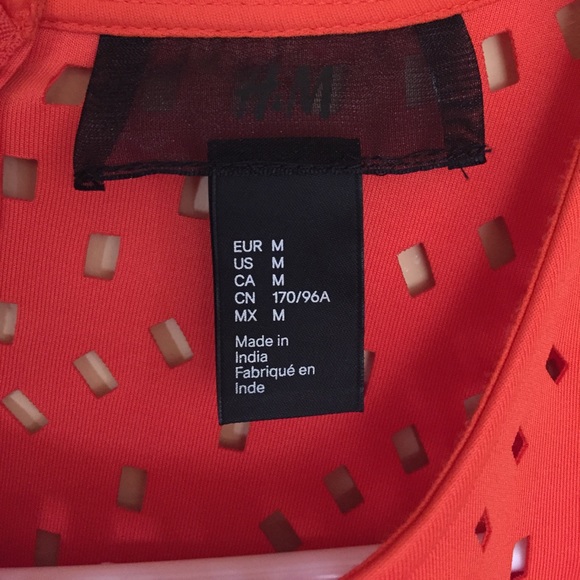 H&M
EUR M
US M
CA M
CN 170/96A
MX M
Made in
India
Fabriqué en
Inde